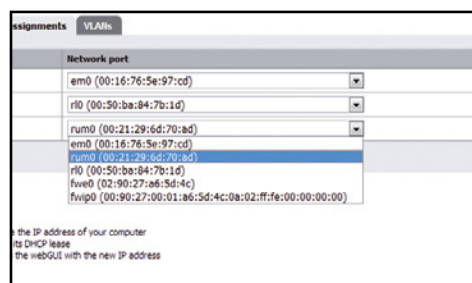 ssignments VLANs
Network port
em0 (00:16:76:5e:97:cd)
rl0 (00:50:ba:84:7b:1d)
rum0 (00:21:29:6d:70:ad)
em0 (00:16:76:5e:97:cd)
rum0 (00:21:29:6d:70:ad)
rl0 (00:50:ba:84:7b:1d)
fwe0 (02:90:27:a6:5d:4c)
fwip0 (00:90:27:00:01:a6:5d:4c:0a:02:ff:fe:00:00:00:00)
e the IP address of your computer
its DHCP lease
the webGUI with the new IP address